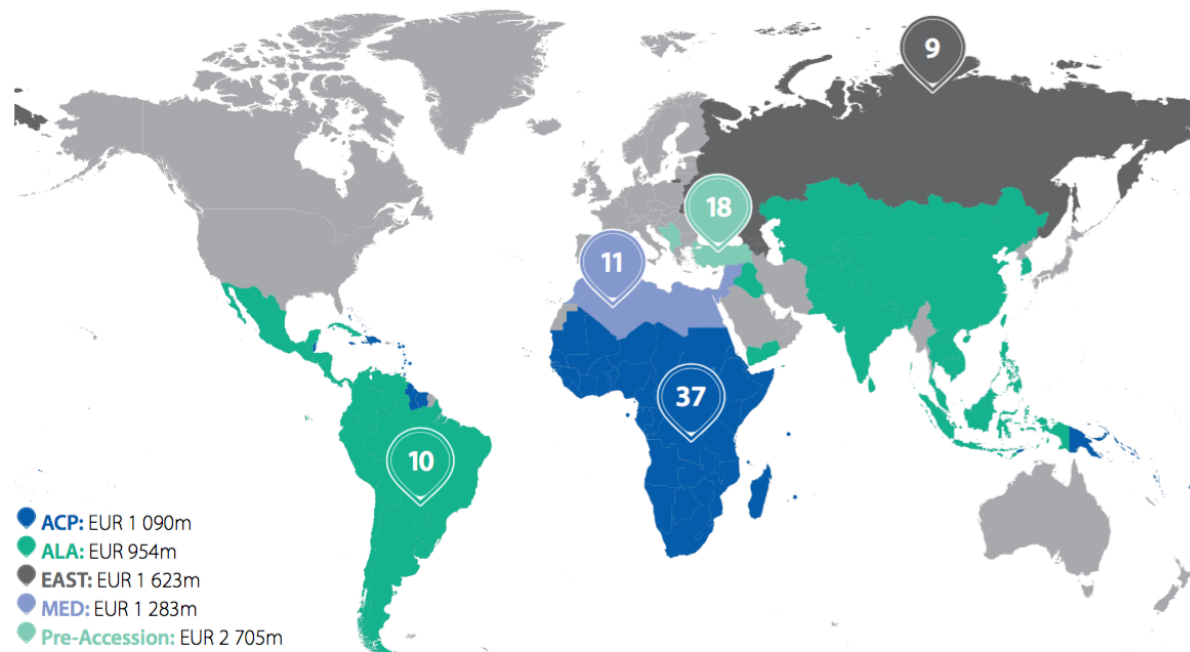 9
18
11
37
10
ACP: EUR 1 090m
ALA: EUR 954m
EAST: EUR 1 623m
MED: EUR 1 283m
Pre-Accession: EUR 2 705m